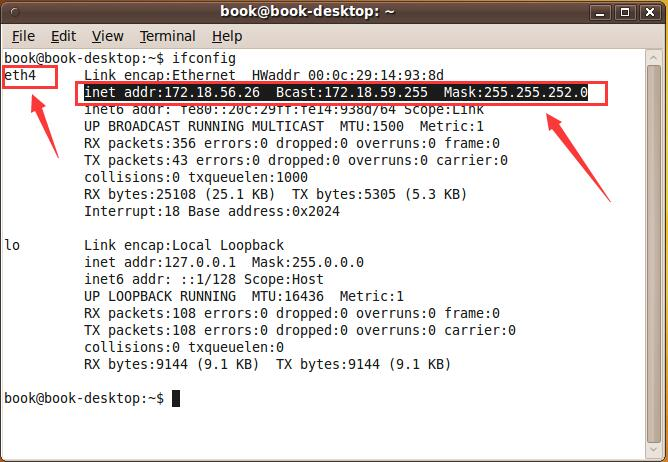 book@book-desktop: ~
File Edit View Terminal Help
book@book-desktop:~$ ifconfig
eth4      Link encap:Ethernet  HWaddr 00:0c:29:14:93:8d
          inet addr:172.18.56.26  Bcast:172.18.59.255  Mask:255.255.252.0
          inet6 addr: fe80::20c:29ff:fe14:938d/64 Scope:Link
          UP BROADCAST RUNNING MULTICAST  MTU:1500  Metric:1
          RX packets:356 errors:0 dropped:0 overruns:0 frame:0
          TX packets:43 errors:0 dropped:0 overruns:0 carrier:0
          collisions:0 txqueuelen:1000
          RX bytes:25108 (25.1 KB)  TX bytes:5305 (5.3 KB)
          Interrupt:18 Base address:0x2024
lo        Link encap:Local Loopback
          inet addr:127.0.0.1  Mask:255.0.0.0
          inet6 addr: ::1/128 Scope:Host
          UP LOOPBACK RUNNING  MTU:16436  Metric:1
          RX packets:108 errors:0 dropped:0 overruns:0 frame:0
          TX packets:108 errors:0 dropped:0 overruns:0 carrier:0
          collisions:0 txqueuelen:0
          RX bytes:9144 (9.1 KB)  TX bytes:9144 (9.1 KB)
book@book-desktop:~$